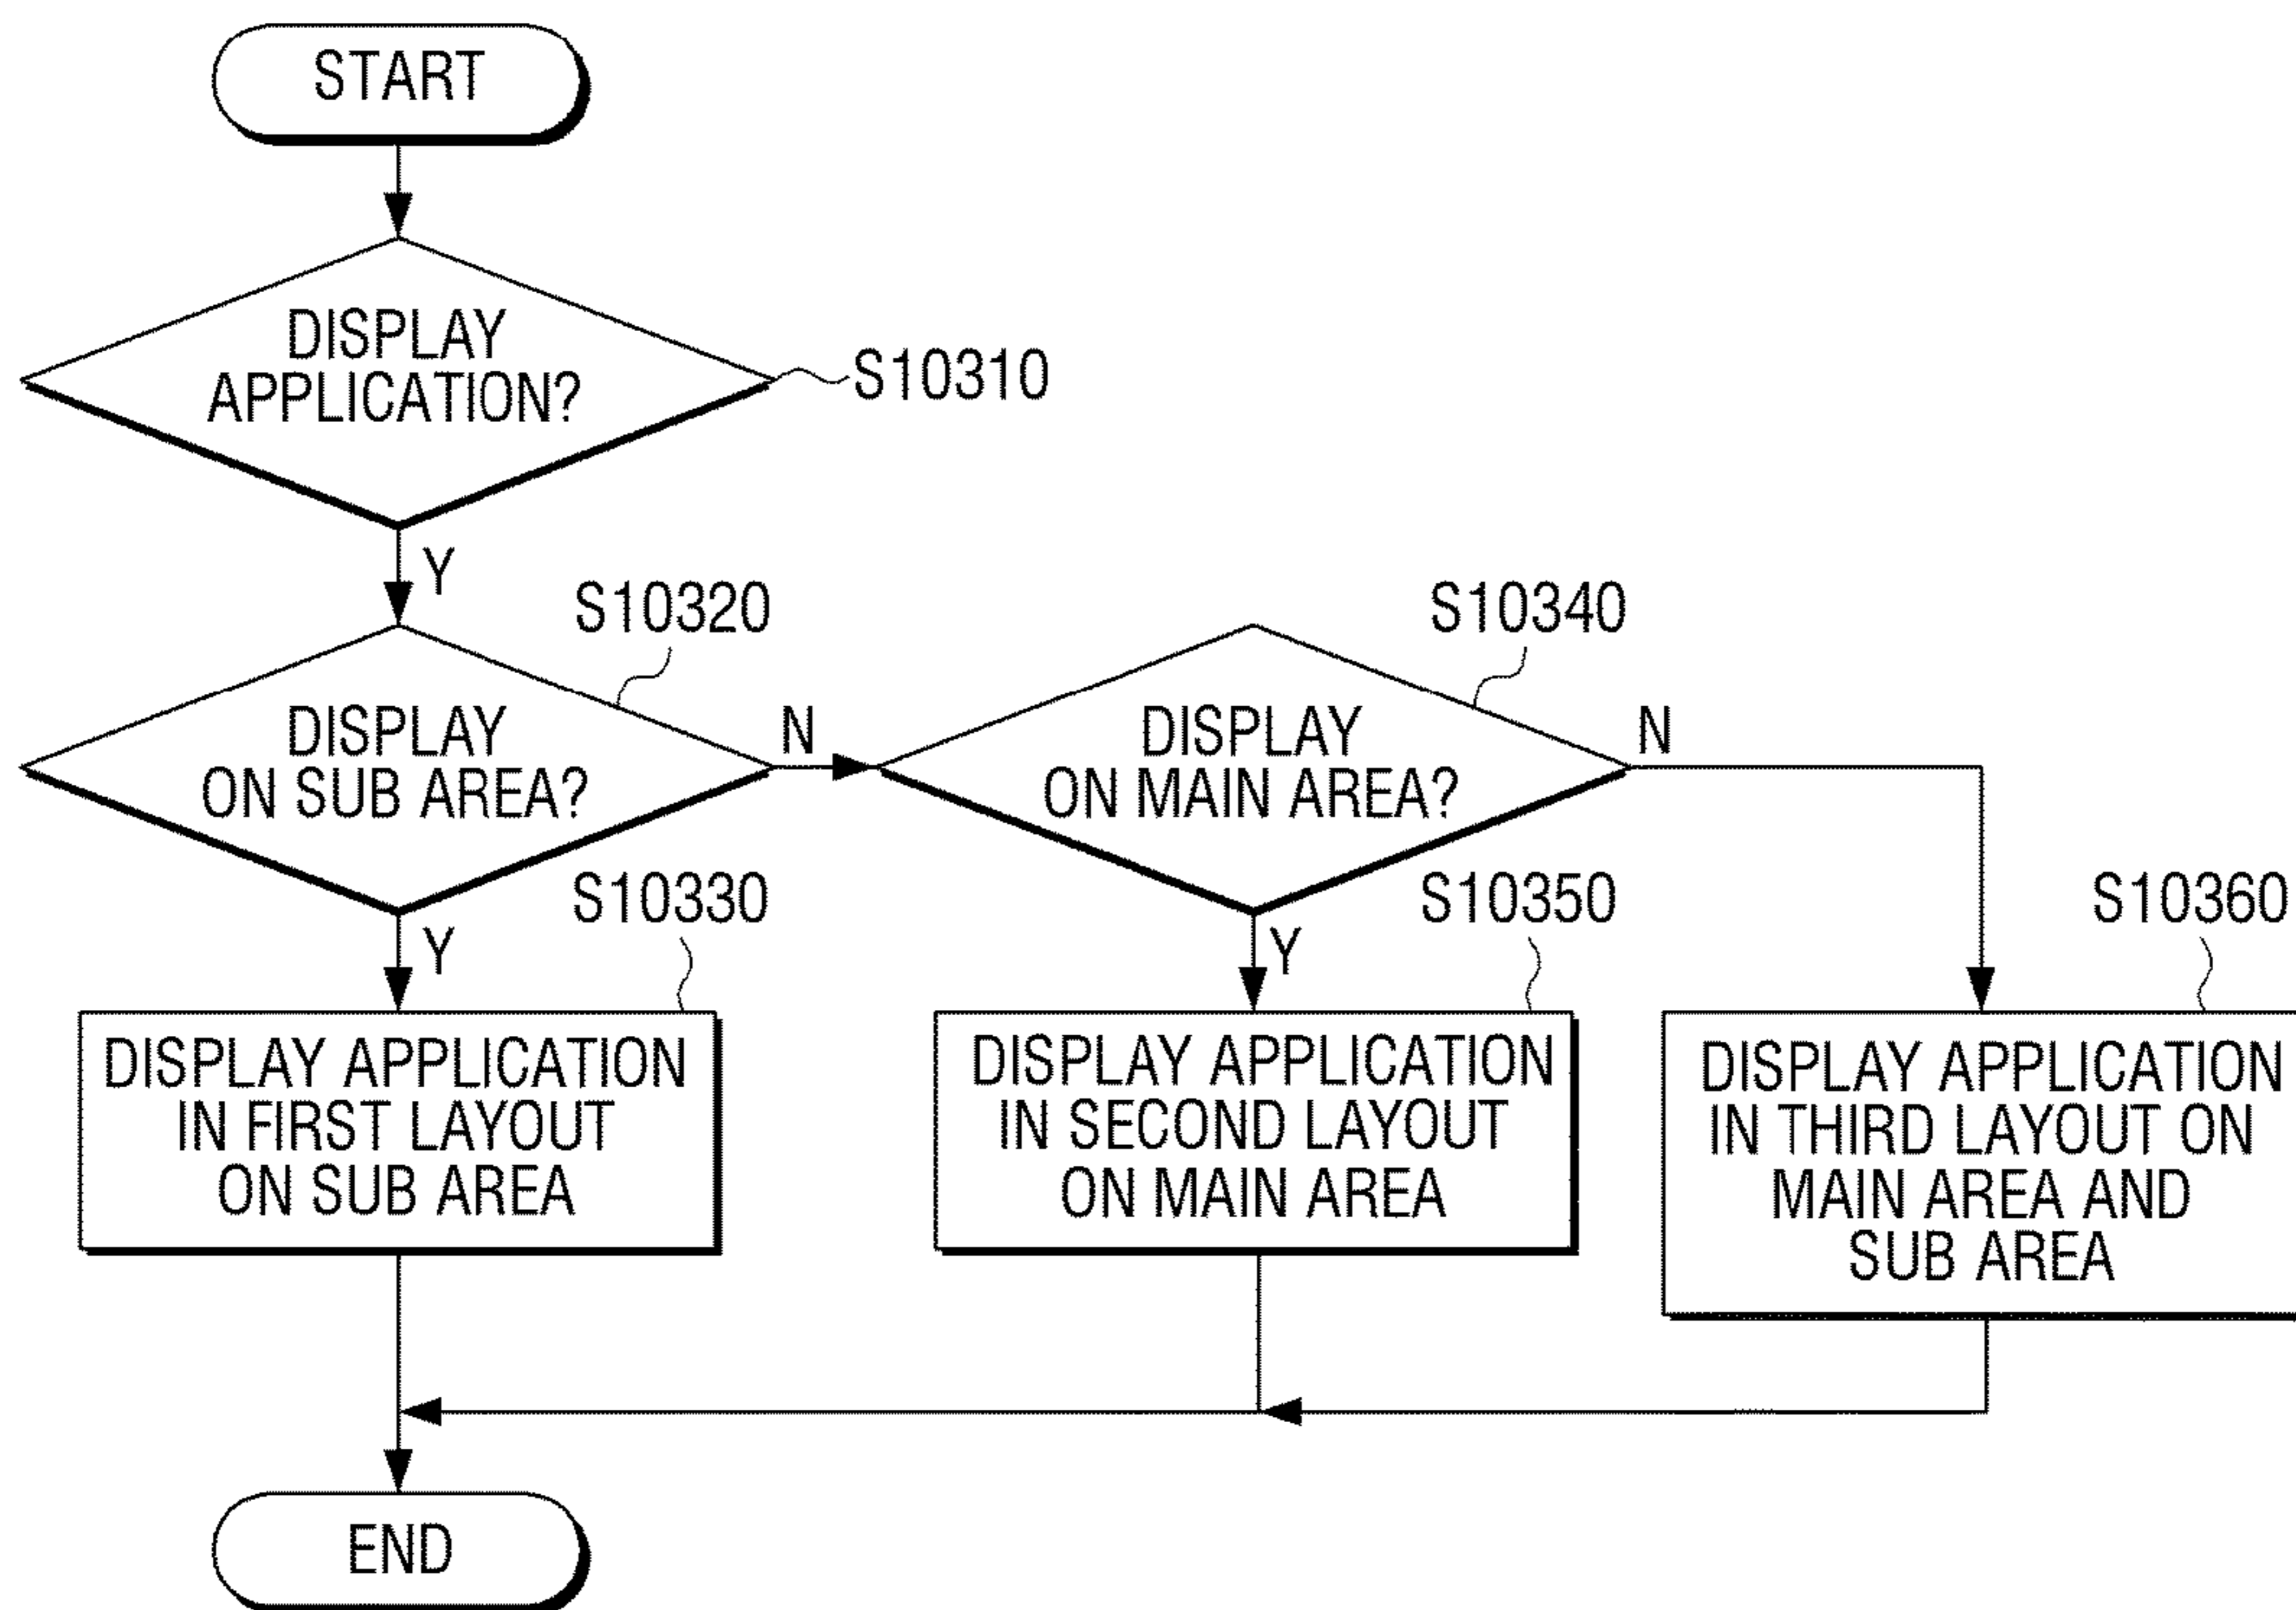 START
DISPLAY
APPLICATION?
S10310
Y
S10320
S10340
DISPLAY
ON SUB AREA?
N
DISPLAY
ON MAIN AREA?
N
S10330
S10350
S10360
Y
Y
DISPLAY APPLICATION
IN FIRST LAYOUT
ON SUB AREA
DISPLAY APPLICATION
IN SECOND LAYOUT
ON MAIN AREA
DISPLAY APPLICATION
IN THIRD LAYOUT ON
MAIN AREA AND
SUB AREA
END